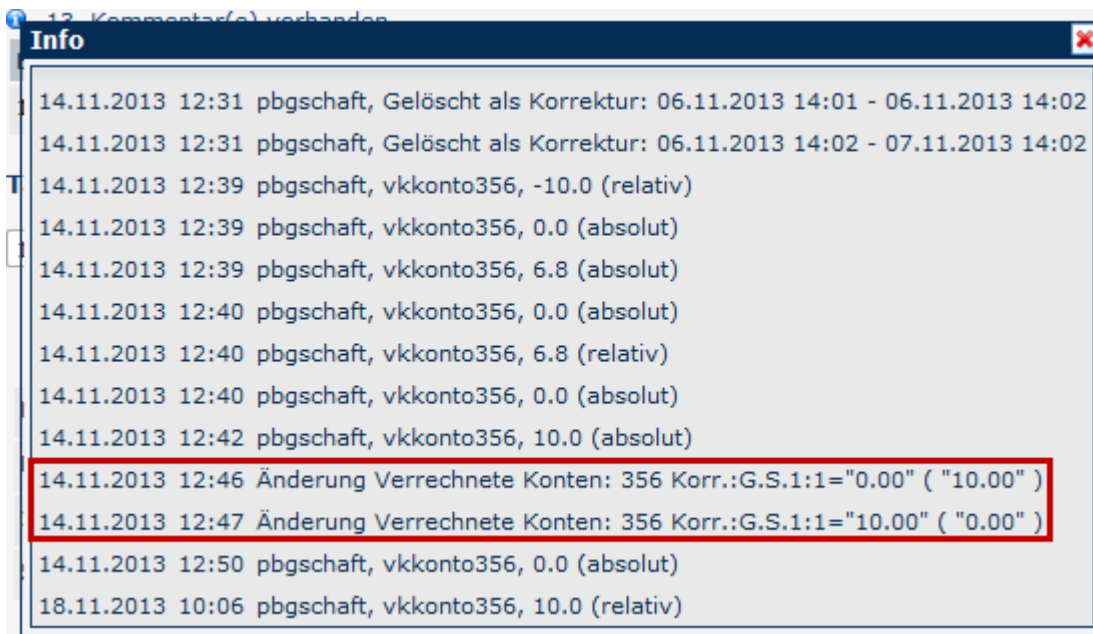 13 Kommentar(e) vorhanden
Info
14.11.2013 12:31 pbgschaft, Gelöscht als Korrektur: 06.11.2013 14:01 - 06.11.2013 14:02
14.11.2013 12:31 pbgschaft, Gelöscht als Korrektur: 06.11.2013 14:02 - 07.11.2013 14:02
14.11.2013 12:39 pbgschaft, vkkonto356, -10.0 (relativ)
14.11.2013 12:39 pbgschaft, vkkonto356, 0.0 (absolut)
14.11.2013 12:39 pbgschaft, vkkonto356, 6.8 (absolut)
14.11.2013 12:40 pbgschaft, vkkonto356, 0.0 (absolut)
14.11.2013 12:40 pbgschaft, vkkonto356, 6.8 (relativ)
14.11.2013 12:40 pbgschaft, vkkonto356, 0.0 (absolut)
14.11.2013 12:42 pbgschaft, vkkonto356, 10.0 (absolut)
14.11.2013 12:46 Änderung Verrechnete Konten: 356 Korr.:G.S.1:1="0.00" ( "10.00" )
14.11.2013 12:47 Änderung Verrechnete Konten: 356 Korr.:G.S.1:1="10.00" ( "0.00" )
14.11.2013 12:50 pbgschaft, vkkonto356, 0.0 (absolut)
18.11.2013 10:06 pbgschaft, vkkonto356, 10.0 (relativ)